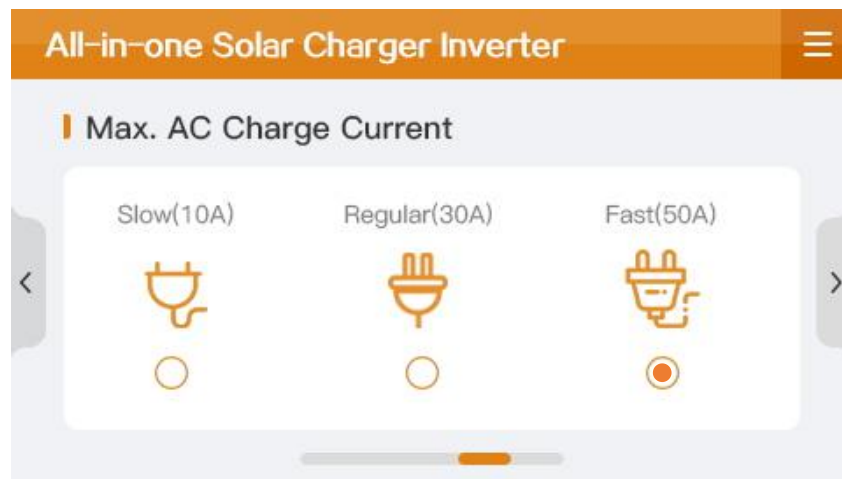 All-in-one Solar Charger Inverter
Max. AC Charge Current
Slow(10A) Regular(30A) Fast(50A)